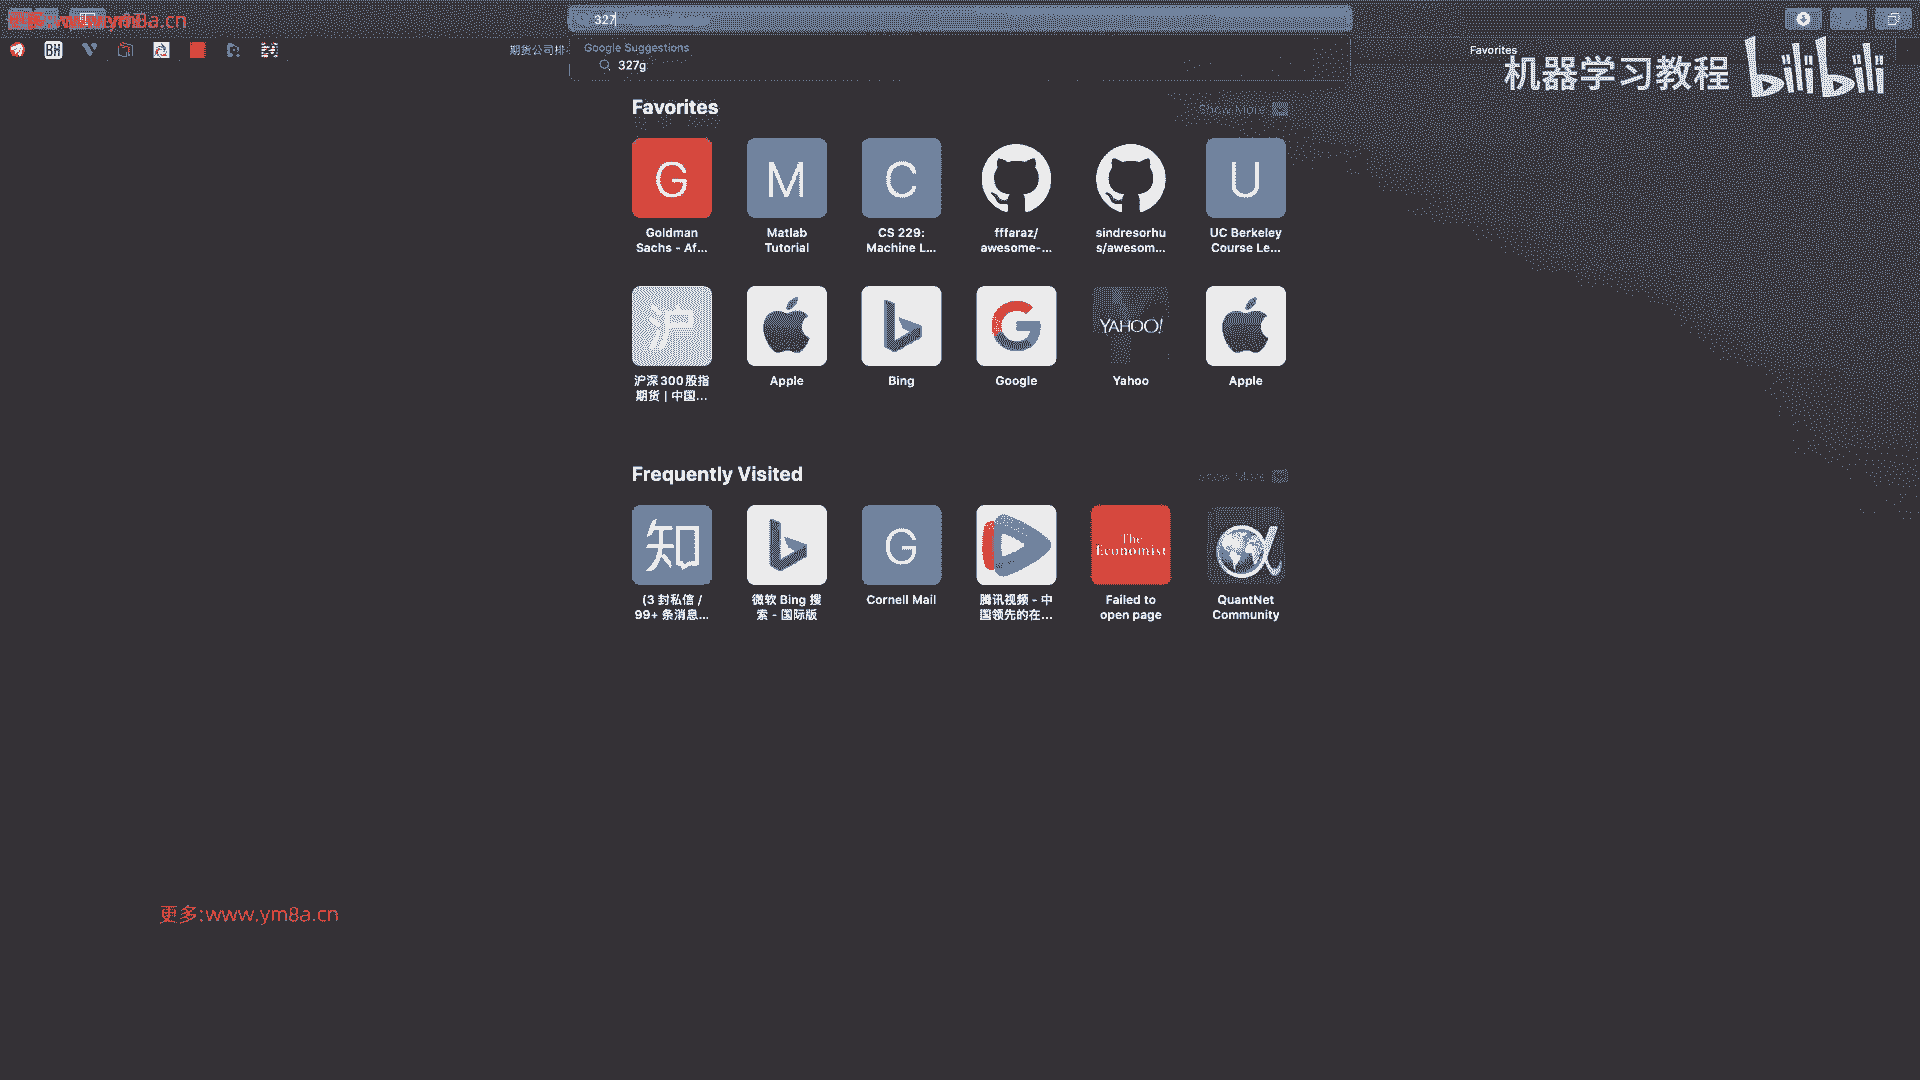 更多:www.ym8a.cn
327
BH
期货公司排
Google Suggestions
327g
Favorites
机器学习教程 bilibili
Favorites
Show More
G
M
C
U
Goldman
Sachs - Af...
Matlab
Tutorial
CS 229:
Machine L...
fffaraz/
awesome-...
sindresorhu
s/awesom...
UC Berkeley
Course Le...
沪
YAHOO!
沪深300股指
期货 | 中国...
Apple
Bing
Google
Yahoo
Apple
Frequently Visited
Show More
知
G
The
Economist
(3 封私信 /
99+ 条消息...
微软 Bing 搜
索 - 国际版
Cornell Mail
腾讯视频 - 中
国领先的在...
Failed to
open page
QuantNet
Community
更多:www.ym8a.cn